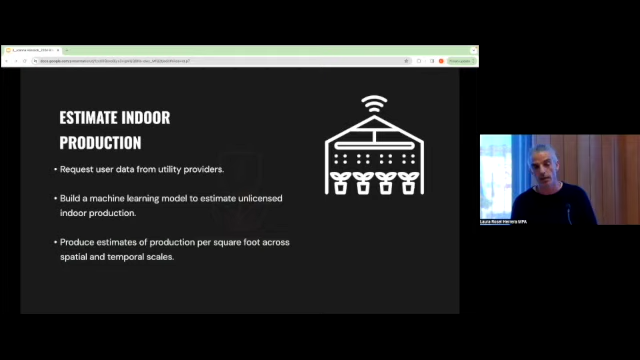 ESTIMATE INDOOR
PRODUCTION
• Request user data from utility providers.
• Build a machine learning model to estimate unlicensed
indoor production.
• Produce estimates of production per square foot across
spatial and temporal scales.